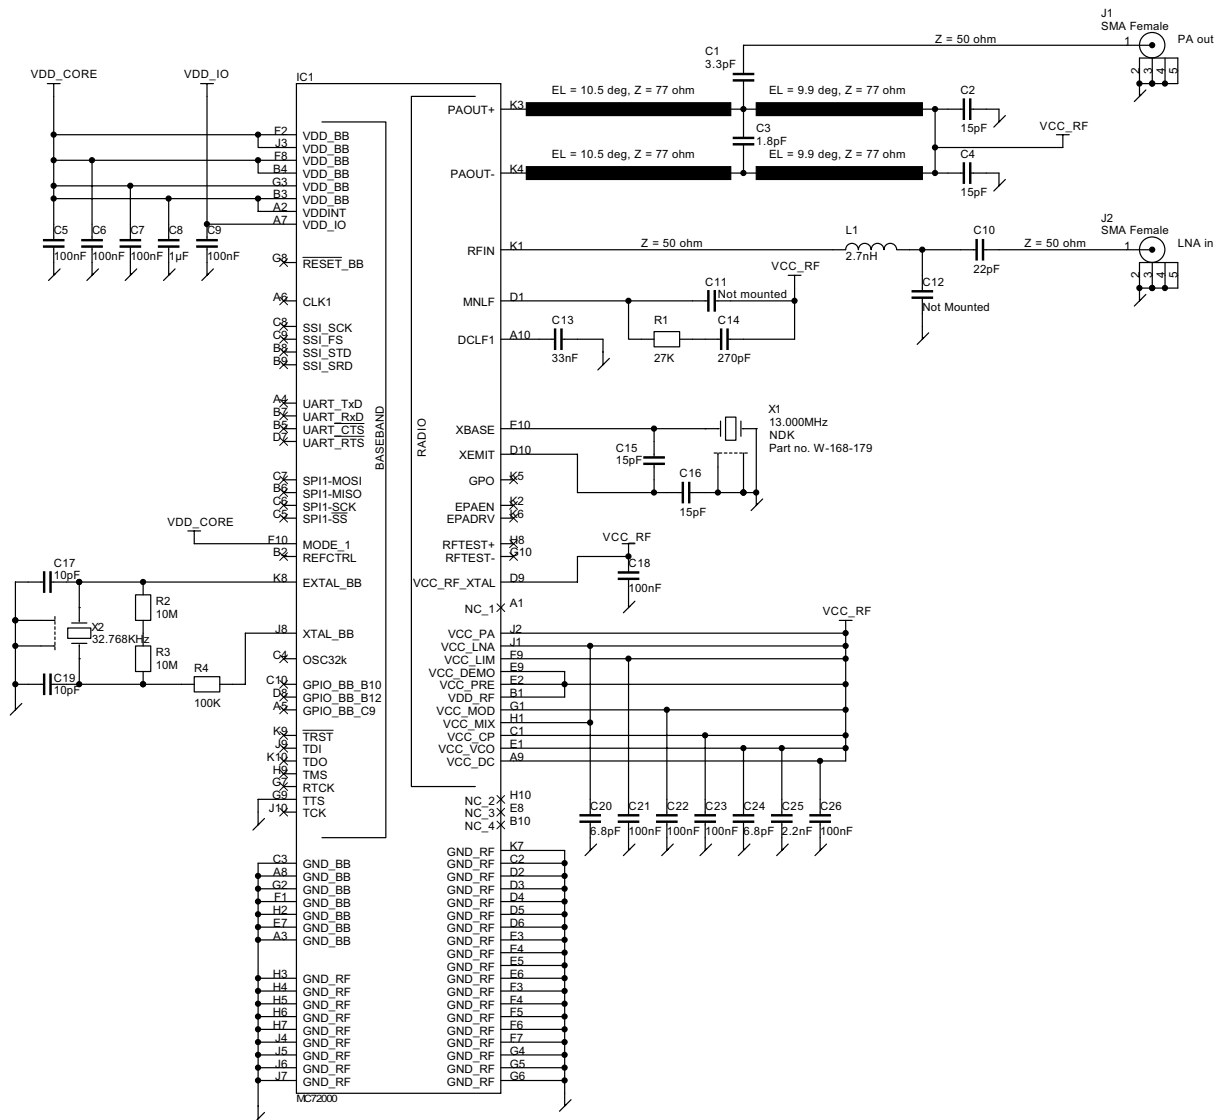 J1
SMA Female
PA out
Z = 50 ohm
1
2
3
4
5
C1
3.3pF
VDD_CORE
VDD_IO
IC1
EL = 10.5 deg, Z = 77 ohm
EL = 9.9 deg, Z = 77 ohm
C2
15pF
PAOUT+
K3
C3
1.8pF
VCC_RF
EL = 10.5 deg, Z = 77 ohm
EL = 9.9 deg, Z = 77 ohm
C4
15pF
PAOUT-
K4
BASEBAND
RADIO
F2 VDD_BB
J3 VDD_BB
F8 VDD_BB
B4 VDD_BB
G3 VDD_BB
B3 VDD_BB
A2 VDDINT
A7 VDD_IO
C5
100nF
C6
100nF
C7
100nF
C8
1µF
C9
100nF
G8 RESET_BB
A6 CLK1
C8 SSI_SCK
C9 SSI_FS
B8 SSI_STD
B9 SSI_SRD
A4 UART_TxD
B7 UART_RxD
B5 UART_CTS
D7 UART_RTS
C7 SPI1-MOSI
B6 SPI1-MISO
C6 SPI1-SCK
C5 SPI1-SS
VDD_CORE
F10 MODE_1
B2 REFCTRL
K8 EXTAL_BB
J8 XTAL_BB
C4 OSC32k
C10 GPIO_BB_B10
D8 GPIO_BB_B12
A5 GPIO_BB_C9
K9 TRST
J9 TDI
K10 TDO
H9 TMS
G7 RTCK
G9 TTS
J10 TCK
C17
10pF
R2
10M
X2
32.768KHz
R3
10M
C19
10pF
R4
100K
C3 GND_BB
A8 GND_BB
G2 GND_BB
F1 GND_BB
H2 GND_BB
E7 GND_BB
A3 GND_BB
H3 GND_RF
H4 GND_RF
H5 GND_RF
H6 GND_RF
H7 GND_RF
J4 GND_RF
J5 GND_RF
J6 GND_RF
J7 GND_RF
MC72000
RFIN K1
Z = 50 ohm
L1
2.7nH
C10
22pF
Z = 50 ohm
J2
SMA Female
LNA in
1
2
3
4
5
C12
Not Mounted
VCC_RF
MNLF D1
C11
Not mounted
R1
27K
C14
270pF
DCLF1 A10
C13
33nF
XBASE E10
XEMIT D10
C15
15pF
C16
15pF
X1
13.000MHz
NDK
Part no. W-168-179
GPO K5
EPAEN K2
EPADRV K6
RFTEST+ H8
RFTEST- G10
VCC_RF
C18
100nF
VCC_RF_XTAL D9
NC_1 A1
VCC_RF
VCC_PA J2
VCC_LNA J1
VCC_LIM F9
VCC_DEMO E9
VCC_PRE E2
VDD_RF B1
VCC_MOD G1
VCC_MIX H1
VCC_CP C1
VCC_VCO E1
VCC_DC A9
NC_2 H10
NC_3 E8
NC_4 B10
C20
6.8pF
C21
100nF
C22
100nF
C23
100nF
C24
6.8pF
C25
2.2nF
C26
100nF
GND_RF K7
GND_RF C2
GND_RF D2
GND_RF D3
GND_RF D4
GND_RF D5
GND_RF D6
GND_RF E3
GND_RF E4
GND_RF E5
GND_RF E6
GND_RF F3
GND_RF F4
GND_RF F5
GND_RF F6
GND_RF F7
GND_RF G4
GND_RF G5
GND_RF G6